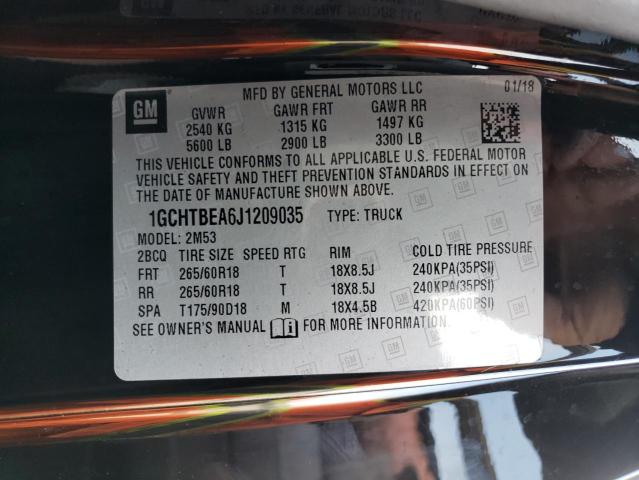 MFD BY GENERAL MOTORS LLC 01/18
GM
GVWR GAWR FRT GAWR RR
2540 KG 1315 KG 1497 KG
5600 LB 2900 LB 3300 LB
THIS VEHICLE CONFORMS TO ALL APPLICABLE U.S. FEDERAL MOTOR
VEHICLE SAFETY AND THEFT PREVENTION STANDARDS IN EFFECT ON
THE DATE OF MANUFACTURE SHOWN ABOVE.
1GCHTBEA6J1209035 TYPE: TRUCK
MODEL: 2M53
2BCQ TIRE SIZE SPEED RTG RIM COLD TIRE PRESSURE
FRT 265/60R18 T 18X8.5J 240KPA(35PSI)
RR 265/60R18 T 18X8.5J 240KPA(35PSI)
SPA T175/90D18 M 18X4.5B 420KPA(60PSI)
SEE OWNER'S MANUAL FOR MORE INFORMATION.